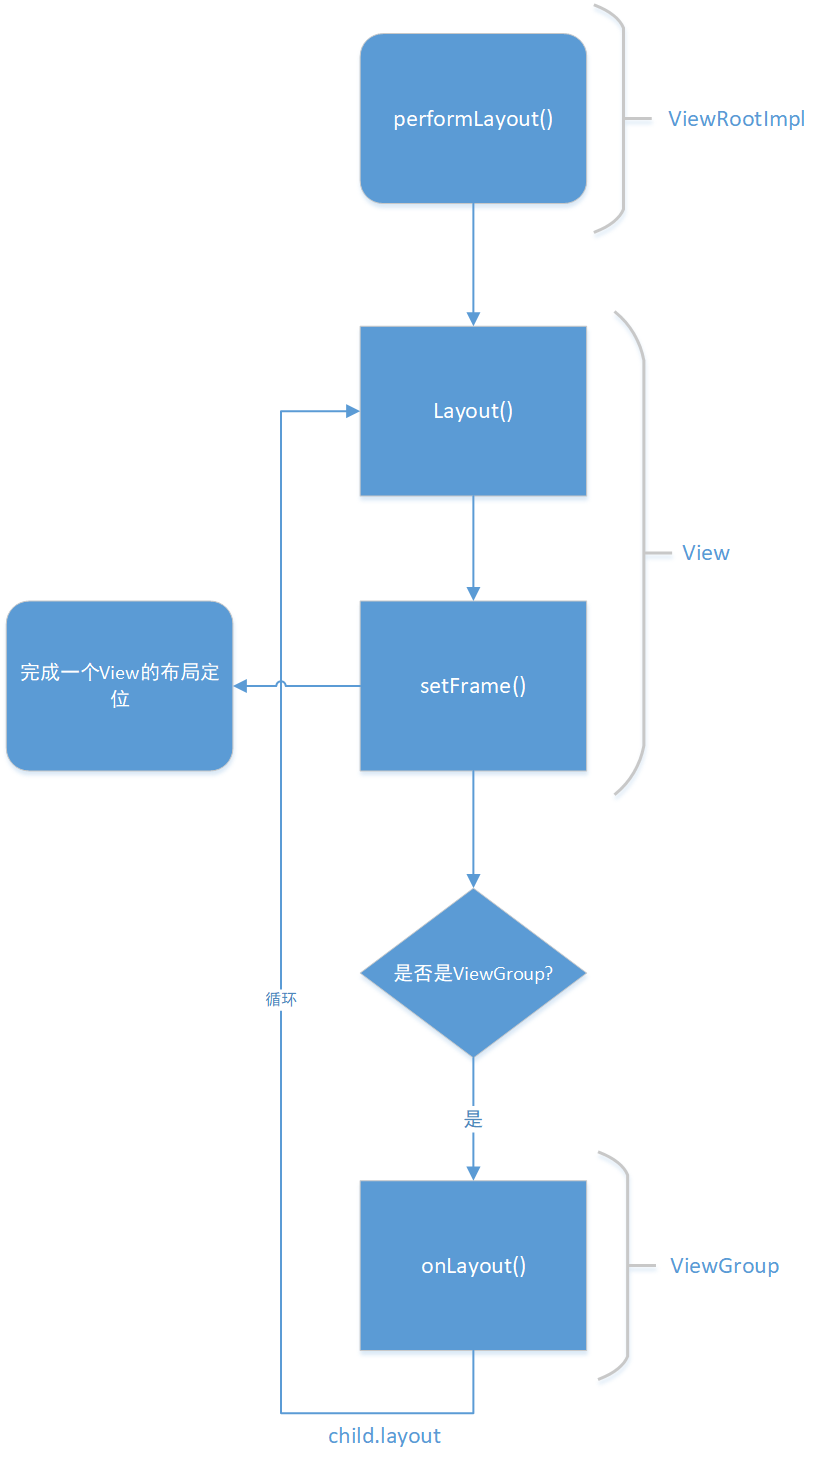 performLayout()
ViewRootImpl
Layout()
View
完成一个View的布局定
位
setFrame()
是否是ViewGroup?
循环
是
onLayout()
ViewGroup
child.layout